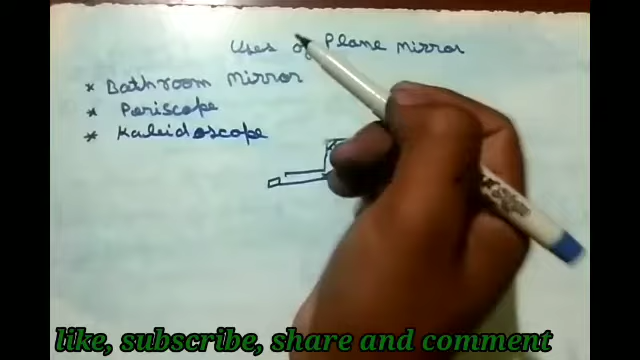 Uses of Plane Mirror
* Bathroom Mirror
* Periscope
* Kaleidoscope
like, subscribe, share and comment